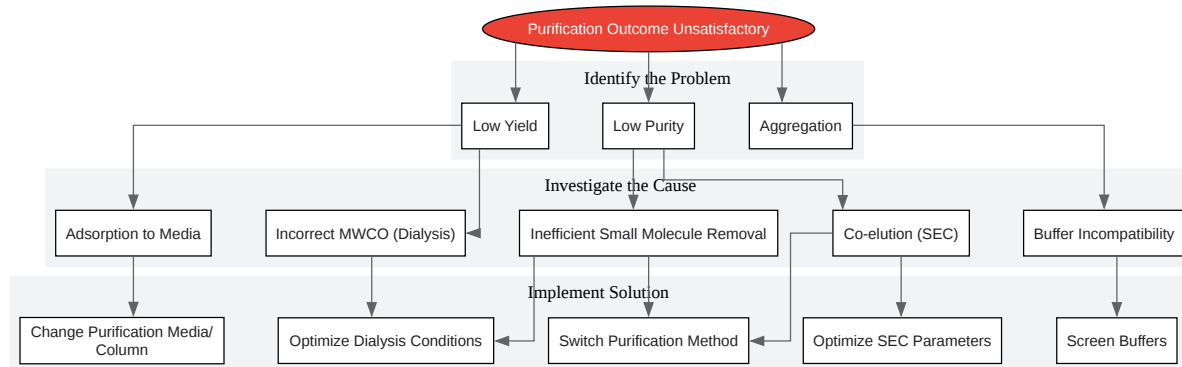 Purification Outcome Unsatisfactory
Identify the Problem
Low Yield
Low Purity
Aggregation
Investigate the Cause
Adsorption to Media
Incorrect MWCO (Dialysis)
Inefficient Small Molecule Removal
Co-elution (SEC)
Buffer Incompatibility
Implement Solution
Change Purification Media/
Column
Optimize Dialysis Conditions
Switch Purification Method
Optimize SEC Parameters
Screen Buffers